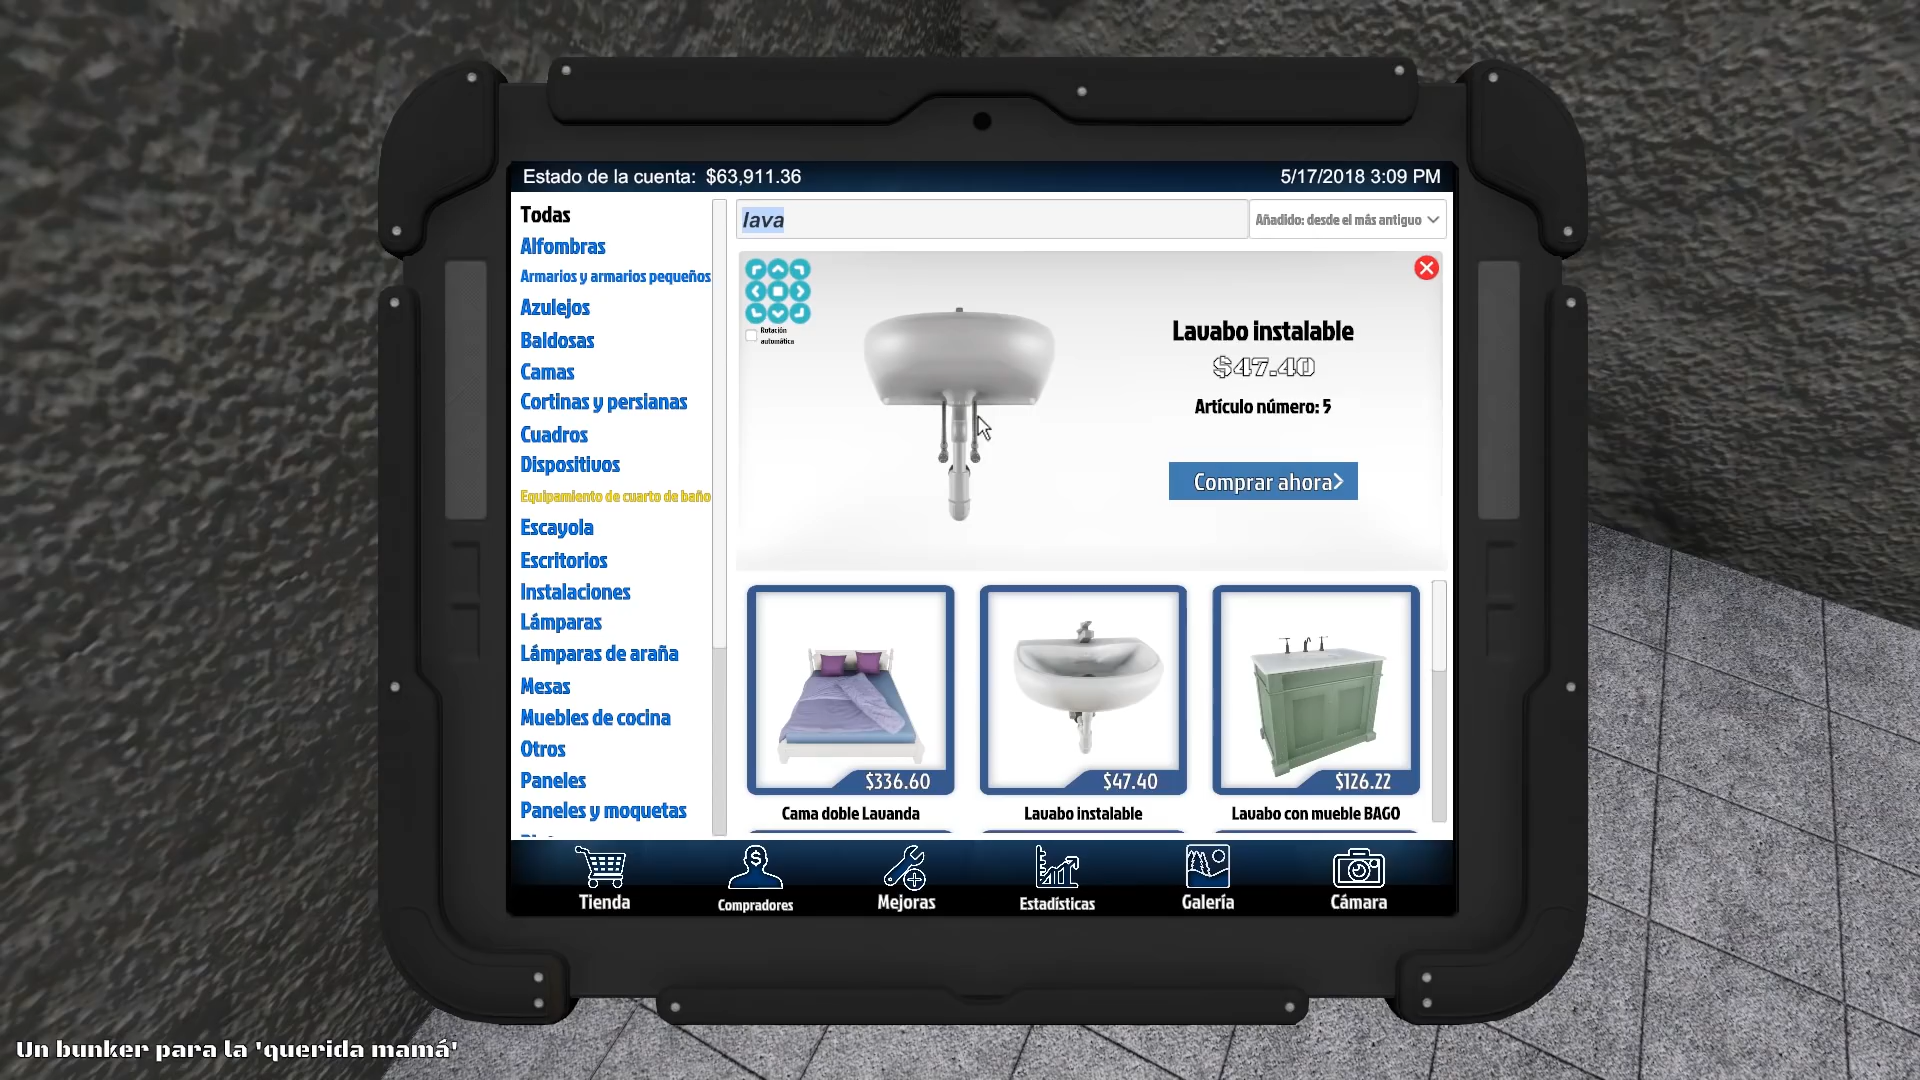 Estado de la cuenta: $63,911.36
5/17/2018 3:09 PM
Todas
Alfombras
Armarios y armarios pequeños
Azulejos
Baldosas
Camas
Cortinas y persianas
Cuadros
Dispositivos
Equipamiento de cuarto de baño
Escayola
Escritorios
Instalaciones
Lámparas
Lámparas de araña
Mesas
Muebles de cocina
Otros
Paneles
Paneles y moquetas
lava
Añadido: desde el más antiguo
Rotación
automática
Lavabo instalable
$47.40
Artículo número: 5
Comprar ahora
$336.60
Cama doble Lavanda
$47.40
Lavabo instalable
$126.22
Lavabo con mueble BAGO
Tienda
Compradores
Mejoras
Estadísticas
Galería
Cámara
Un bunker para la 'querida mamá'